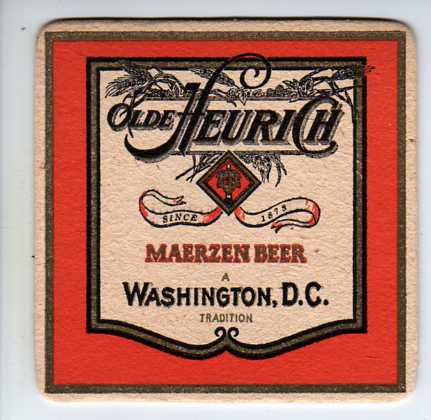 Olde Heurich
SINCE 1873
MAERZEN BEER
A
WASHINGTON, D.C.
TRADITION